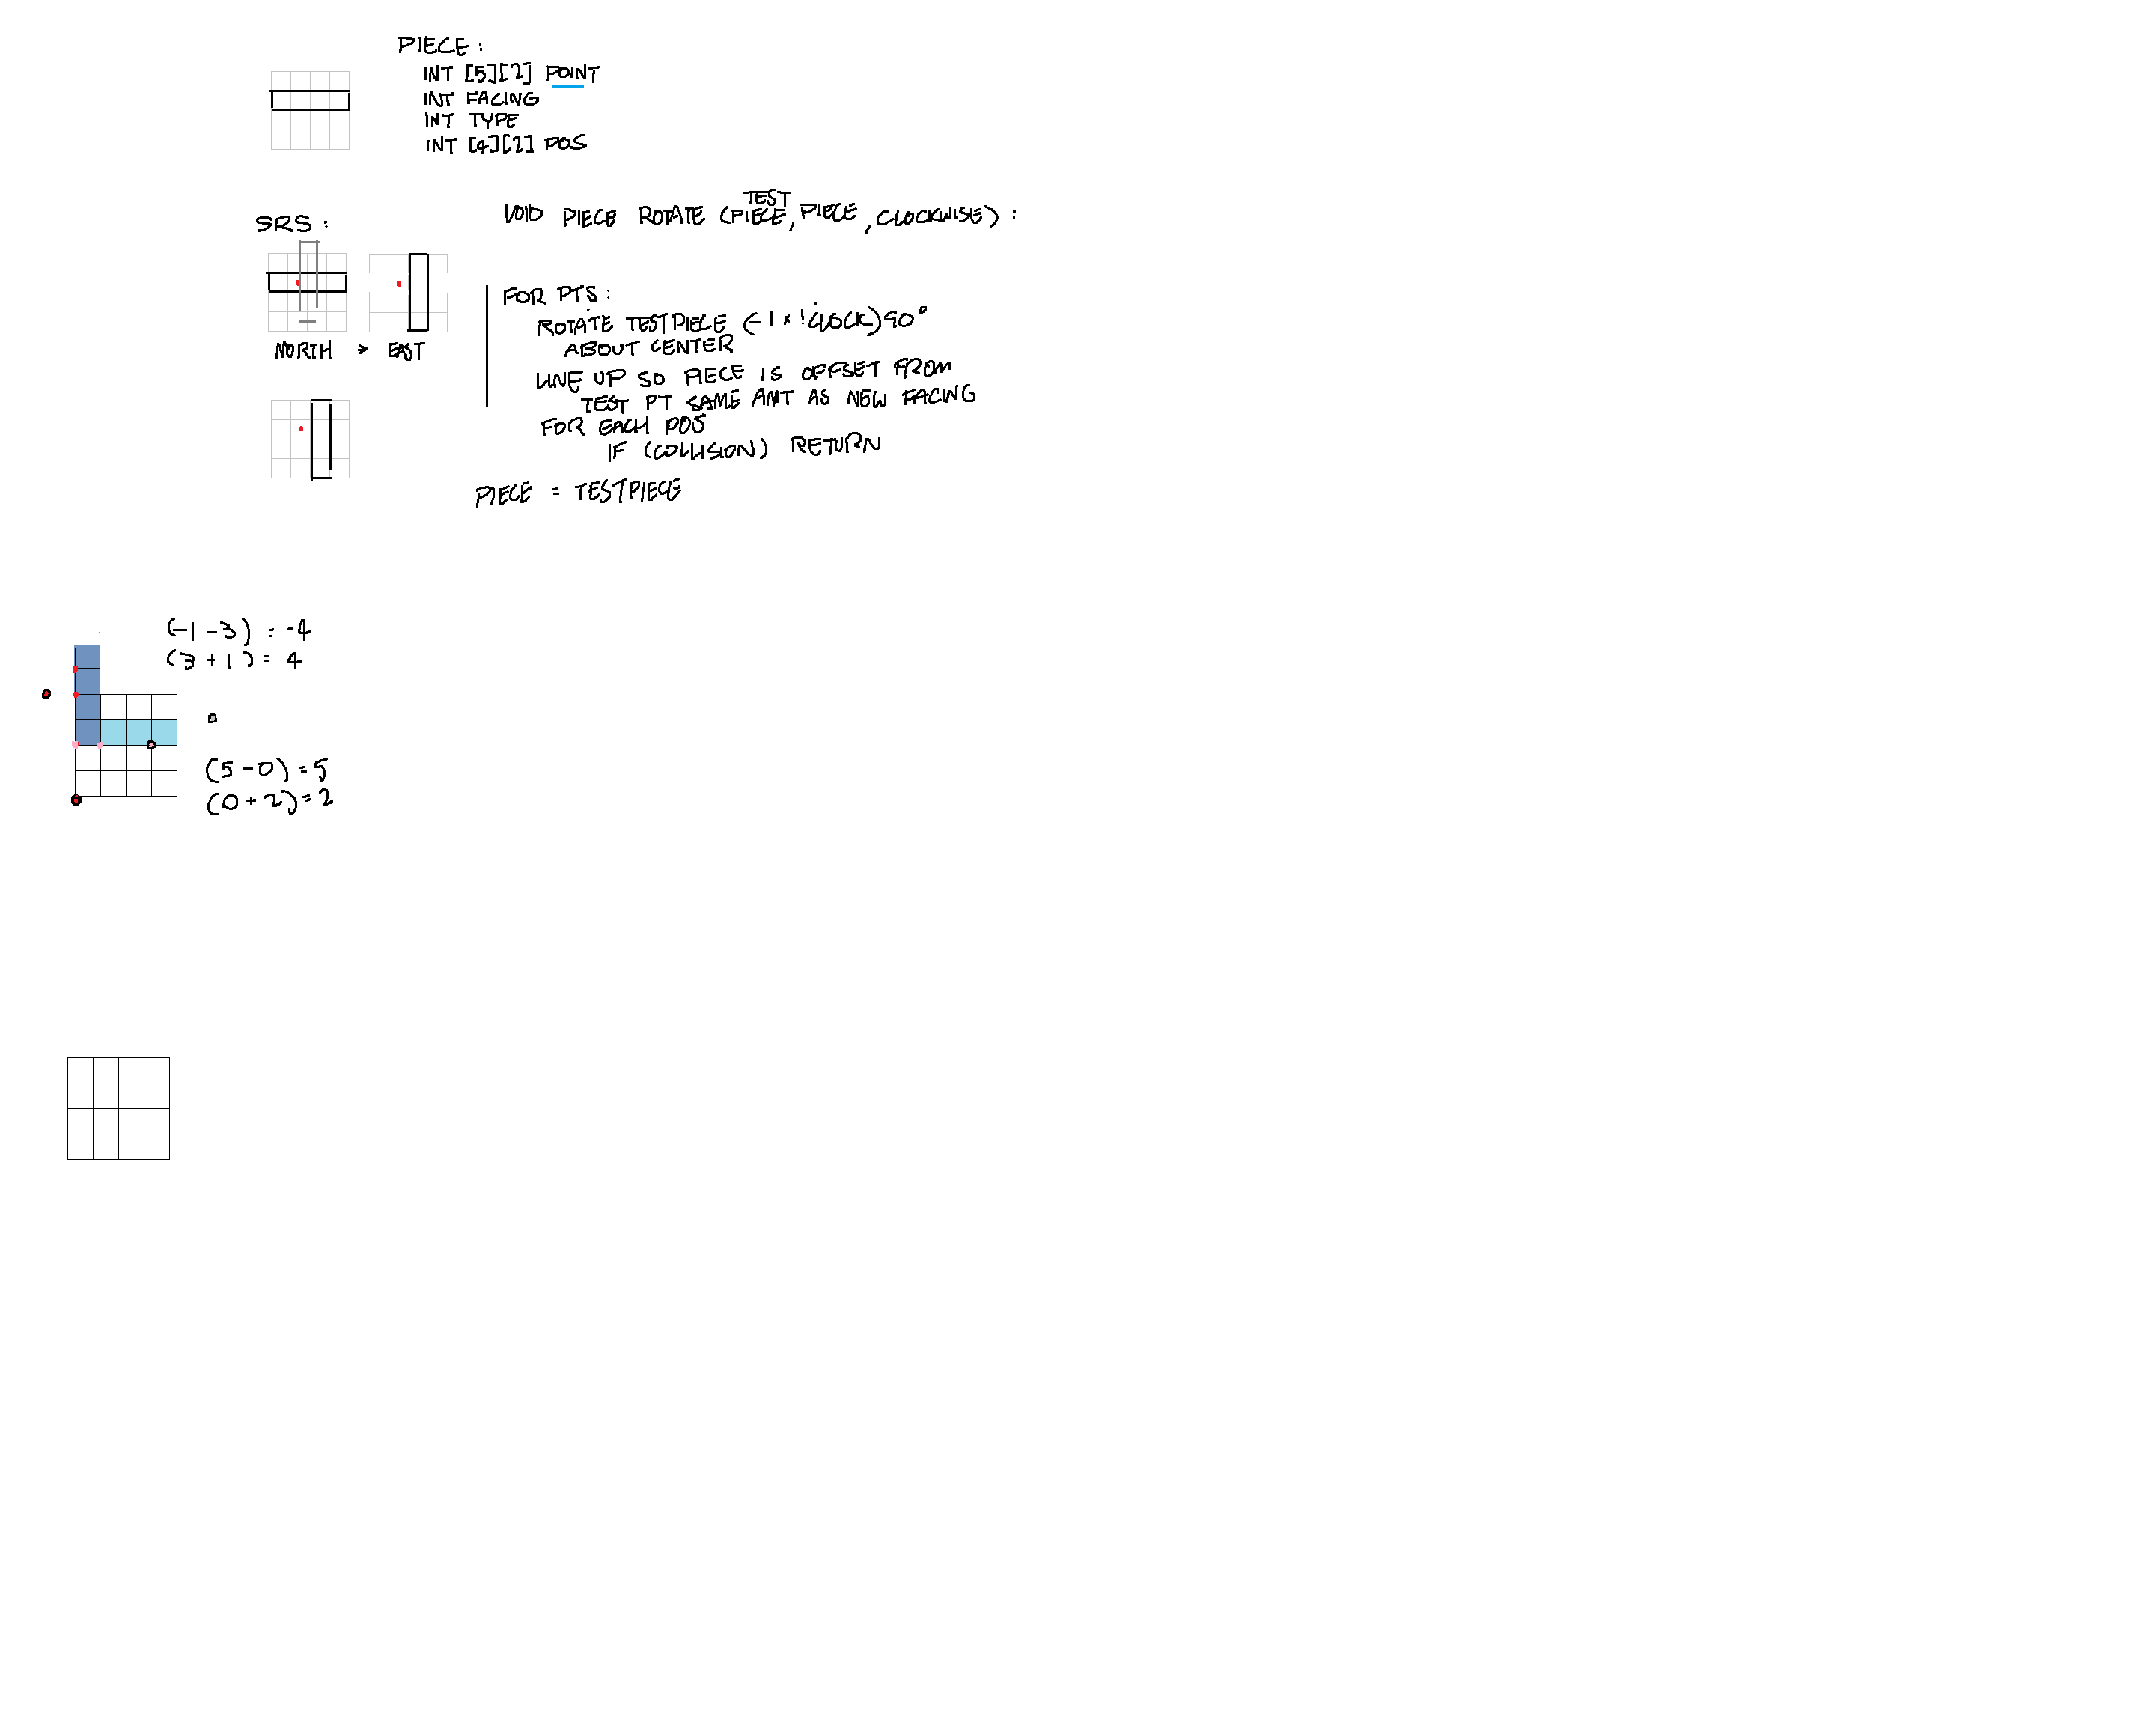 PIECE :
INT [5][2] POINT
INT FACING
INT TYPE
INT [4][2] POS
SRS :
NORTH > EAST
TEST
VOID PIECE ROTATE (PIECE, PIECE, CLOCKWISE) :
FOR PTS :
ROTATE TESTPIECE (-1 * !CLOCK)90°
ABOUT CENTER
LINE UP SO PIECE IS OFFSET FROM
TEST PT SAME AMT AS NEW FACING
FOR EACH POS
IF (COLLISION) RETURN
PIECE = TESTPIECE
(-1 -3) = -4
(3 + 1) = 4
(5 - 0) = 5
(0 + 2) = 2